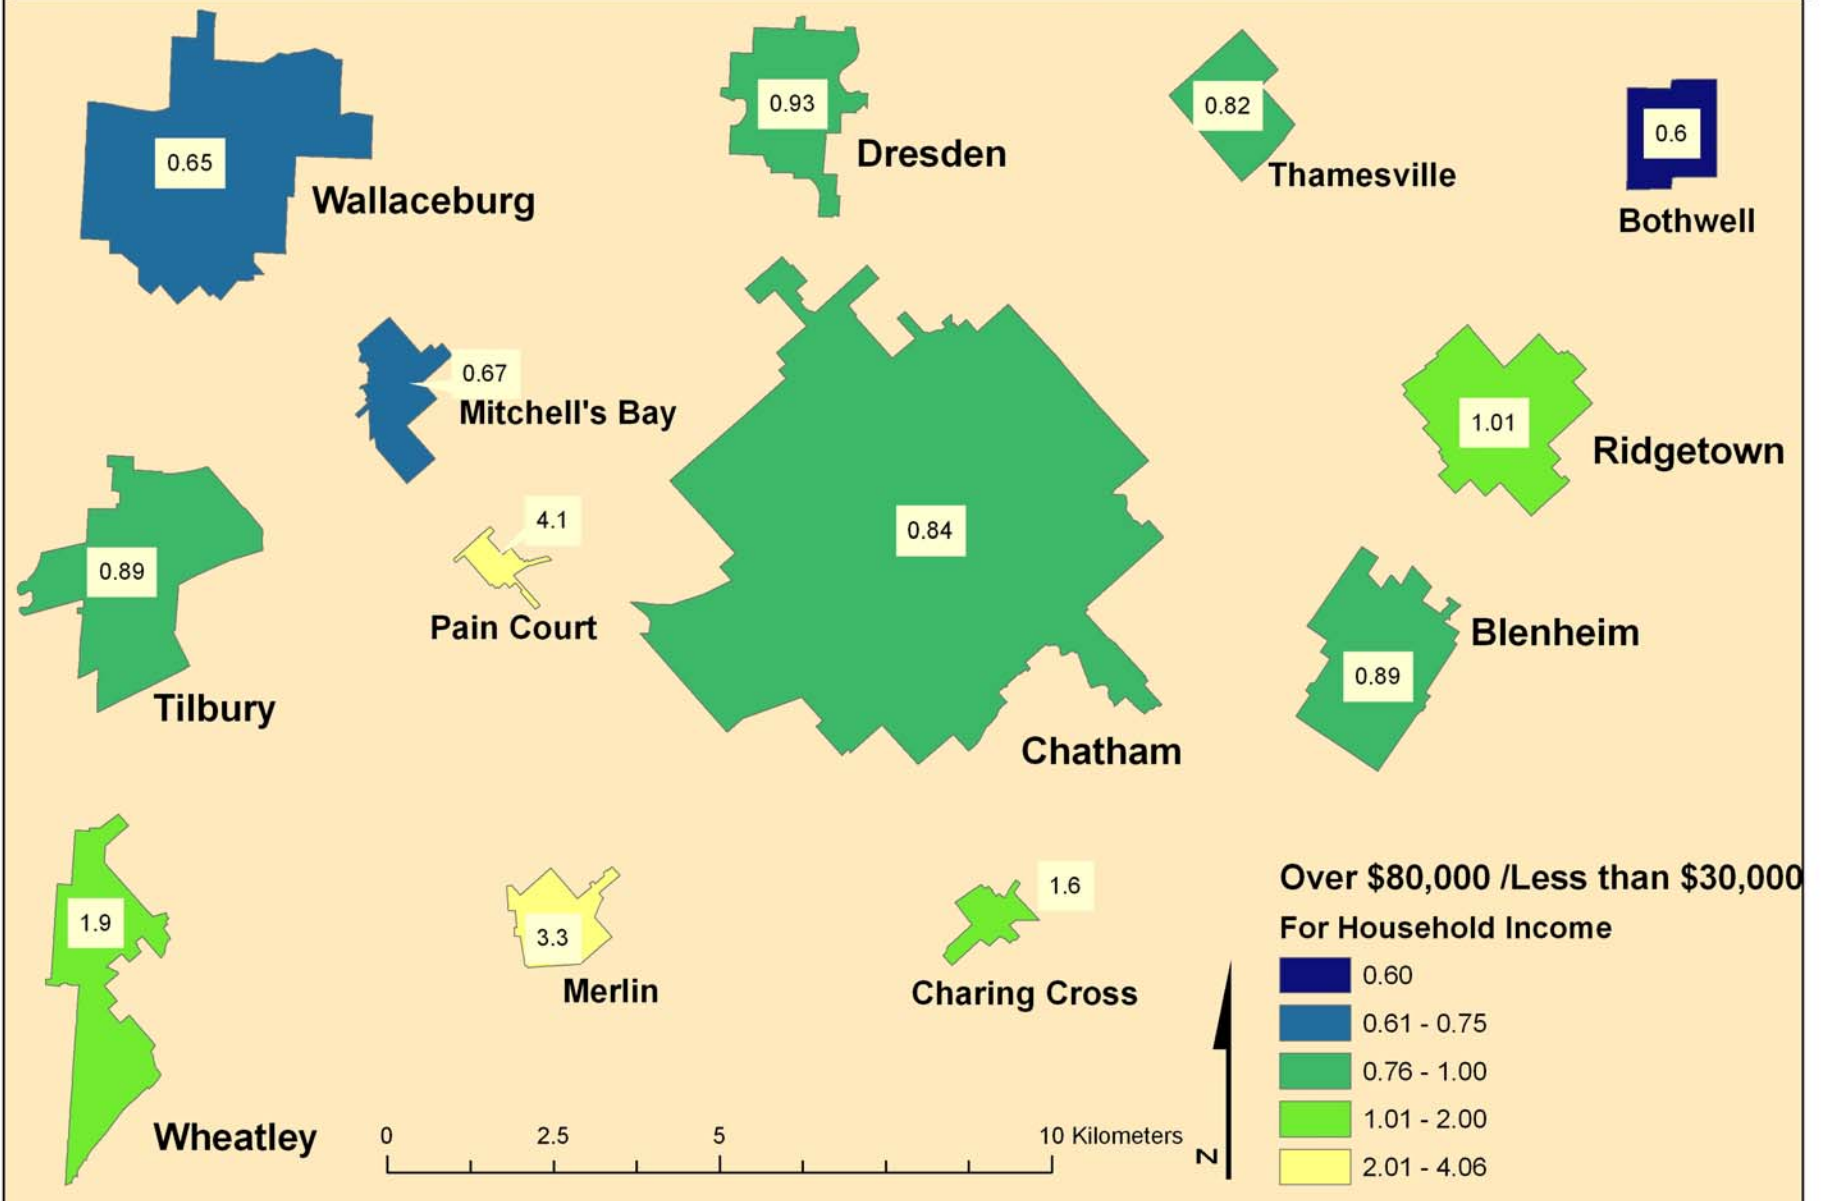 0.65
Wallaceburg
0.93
Dresden
0.82
Thamesville
0.6
Bothwell
0.67
Mitchell's Bay
1.01
Ridgetown
0.89
Tilbury
4.1
Pain Court
0.84
Chatham
0.89
Blenheim
1.9
Wheatley
3.3
Merlin
1.6
Charing Cross
Over $80,000 /Less than $30,000
For Household Income
0.60
0.61 - 0.75
0.76 - 1.00
1.01 - 2.00
2.01 - 4.06
0 2.5 5 10 Kilometers
N